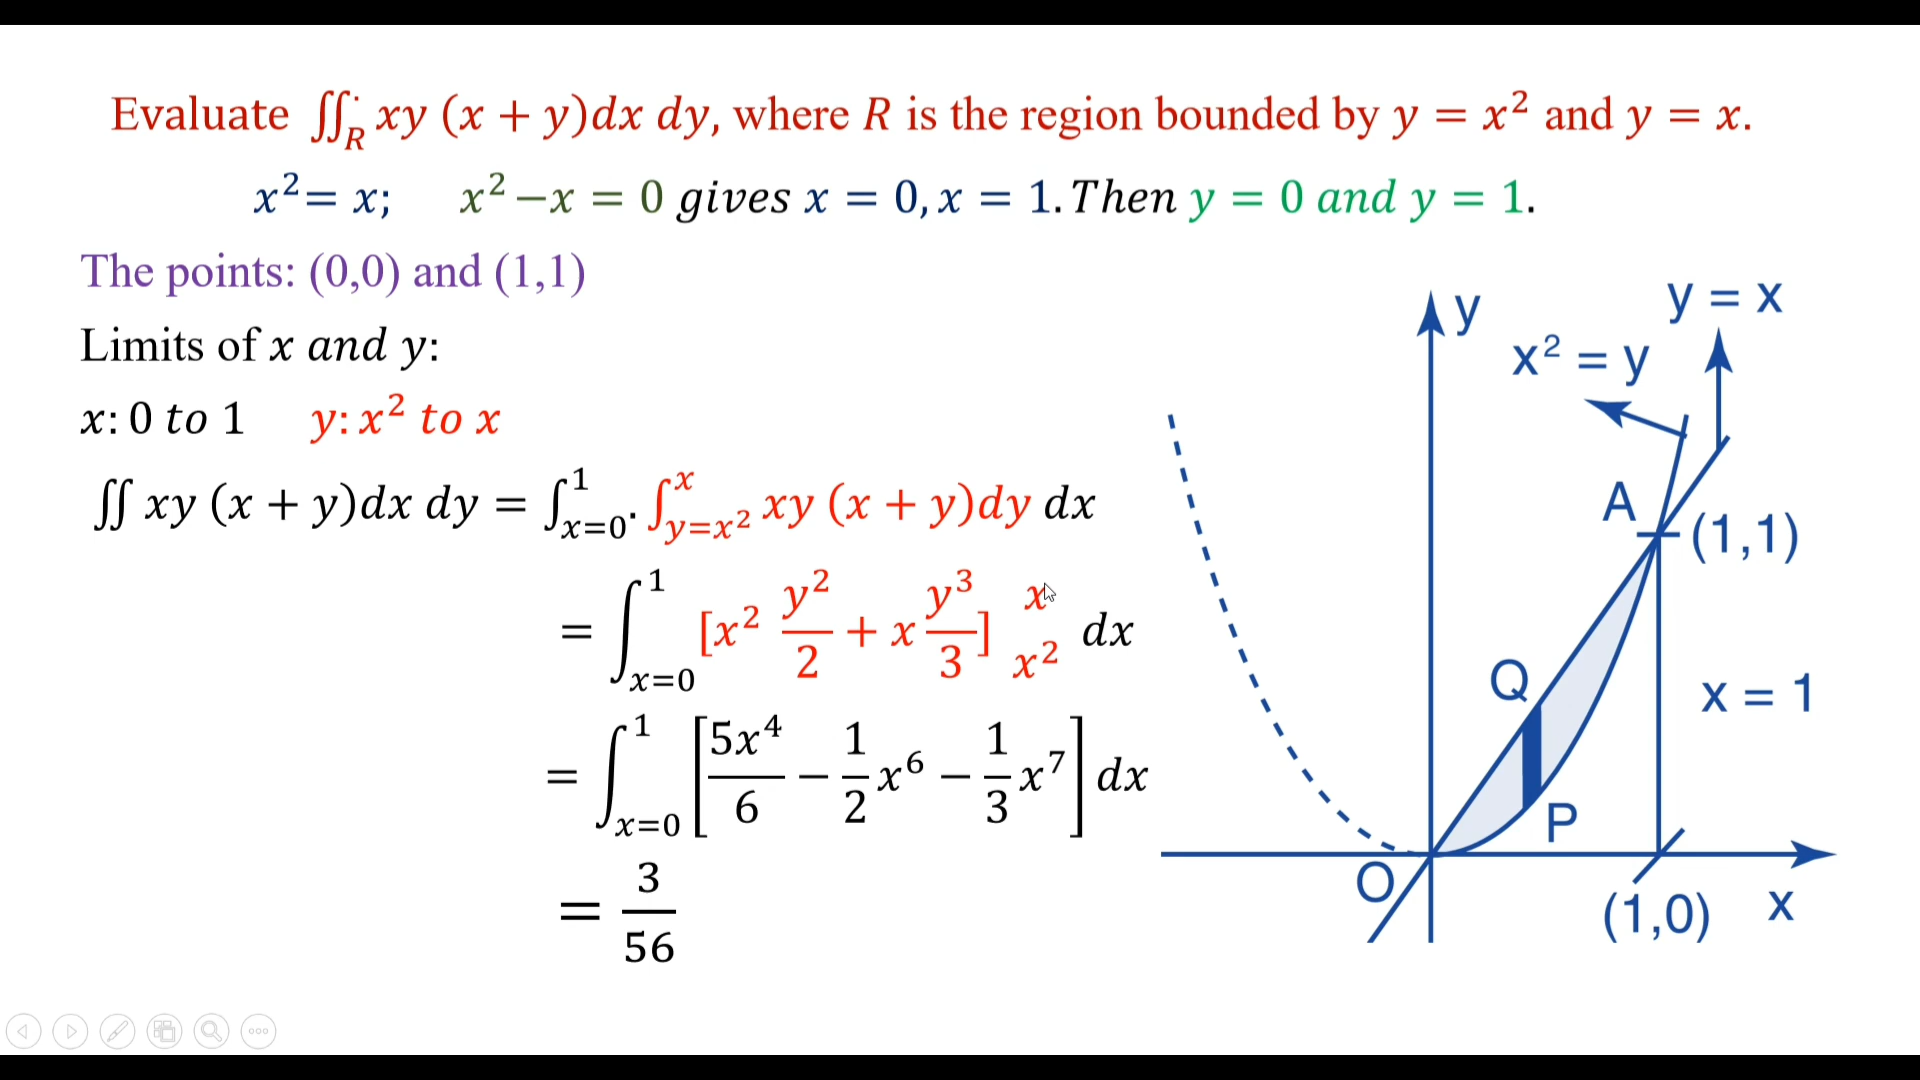 Evaluate ∬_R xy (x + y)dx dy, where R is the region bounded by y = x² and y = x.
x² = x; x² − x = 0 gives x = 0, x = 1. Then y = 0 and y = 1.
The points: (0,0) and (1,1)
Limits of x and y:
x: 0 to 1 y: x² to x
∬ xy (x + y)dx dy = ∫_{x=0}^{1} ∫_{y=x²}^{x} xy (x + y)dy dx
= ∫_{x=0}^{1} [x² y²/2 + x y³/3] x x² dx
= ∫_{x=0}^{1} [5x⁴/6 − 1/2 x⁶ − 1/3 x⁷] dx
= 3/56
y
y = x
x² = y
A
(1,1)
Q
x = 1
P
O
(1,0)
x